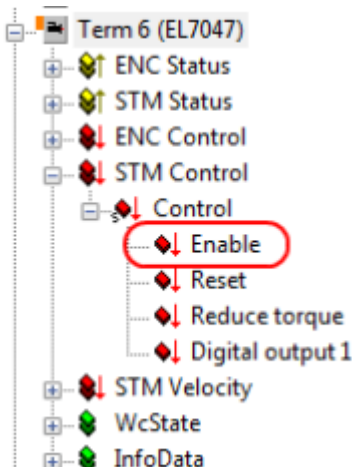 Term 6 (EL7047)
ENC Status
STM Status
ENC Control
STM Control
Control
Enable
Reset
Reduce torque
Digital output 1
STM Velocity
WcState
InfoData